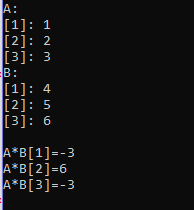 A:
[1]: 1
[2]: 2
[3]: 3
B:
[1]: 4
[2]: 5
[3]: 6

A*B[1]=-3
A*B[2]=6
A*B[3]=-3